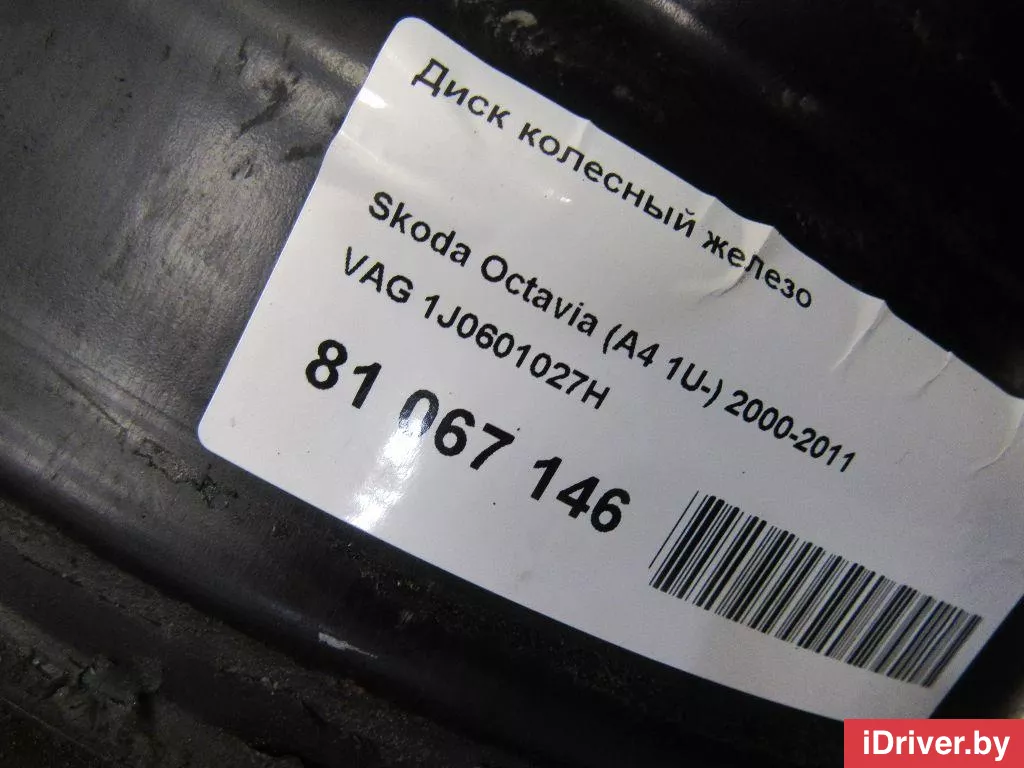 Диск колесный железо
Skoda Octavia (A4 1U-) 2000-2011
VAG 1J0601027H
81 067 146
iDriver.by